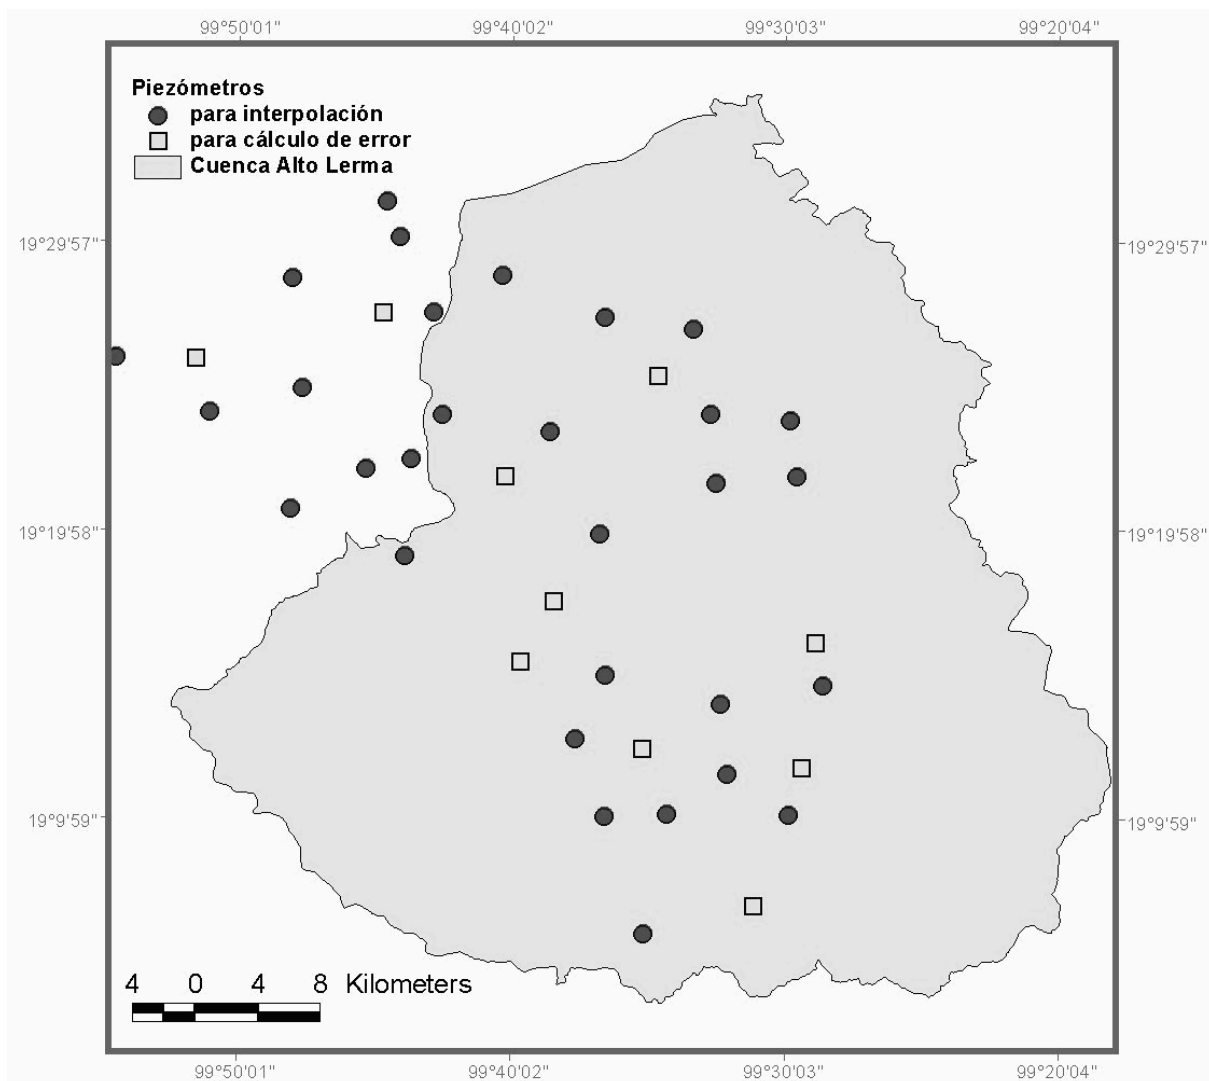 99°50'01" 99°40'02" 99°30'03" 99°20'04"
Piezómetros
para interpolación
para cálculo de error
Cuenca Alto Lerma
19°29'57" 19°29'57"
19°19'58" 19°19'58"
19°9'59" 19°9'59"
4 0 4 8 Kilometers
99°50'01" 99°40'02" 99°30'03" 99°20'04"